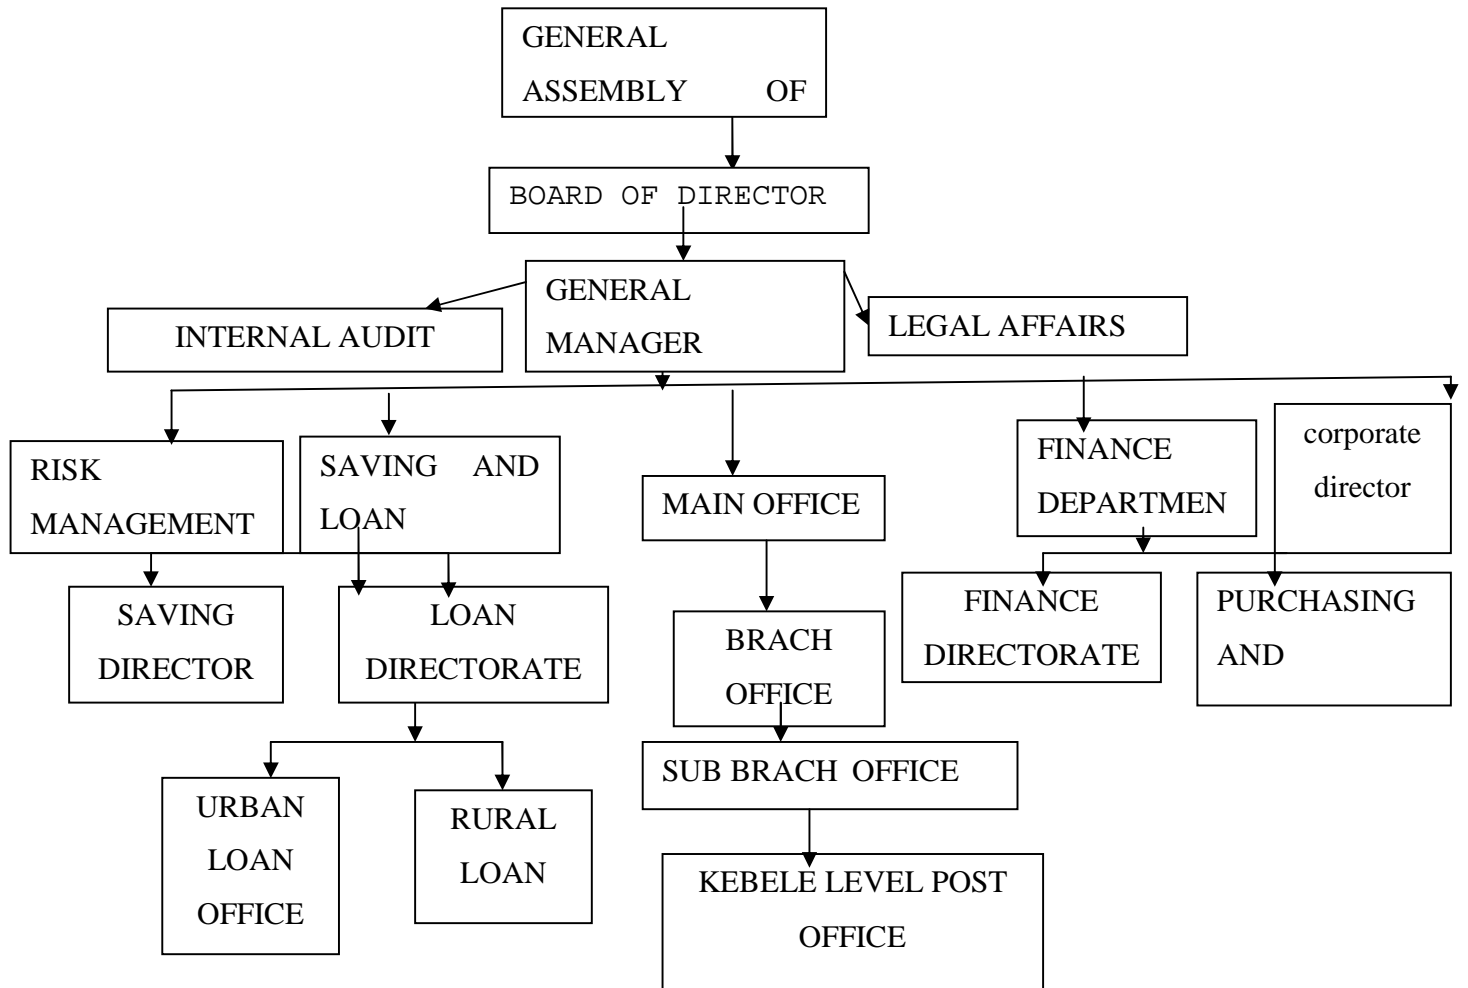 GENERAL
ASSEMBLY OF
BOARD OF DIRECTOR
GENERAL
MANAGER
INTERNAL AUDIT
LEGAL AFFAIRS
RISK
MANAGEMENT
SAVING AND
LOAN
MAIN OFFICE
FINANCE
DEPARTMEN
corporate
director
SAVING
DIRECTOR
LOAN
DIRECTORATE
BRACH
OFFICE
FINANCE
DIRECTORATE
PURCHASING
AND
SUB BRACH OFFICE
URBAN
LOAN
OFFICE
RURAL
LOAN
KEBELE LEVEL POST
OFFICE